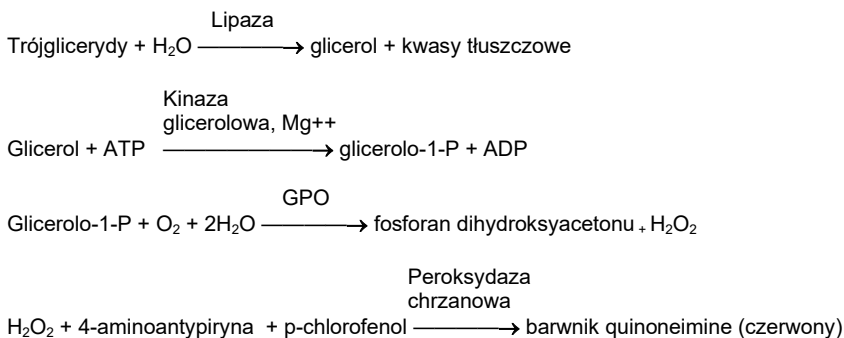 Lipaza
Trójglicerydy + H₂O ————→ glicerol + kwasy tłuszczowe
Kinaza
glicerolowa, Mg++
Glicerol + ATP ——————→ glicerolo-1-P + ADP
GPO
Glicerolo-1-P + O₂ + 2H₂O ————→ fosforan dihydroksyacetonu + H₂O₂
Peroksydaza
chrzanowa
H₂O₂ + 4-aminoantypiryna + p-chlorofenol ————→ barwnik quinoneimine (czerwony)